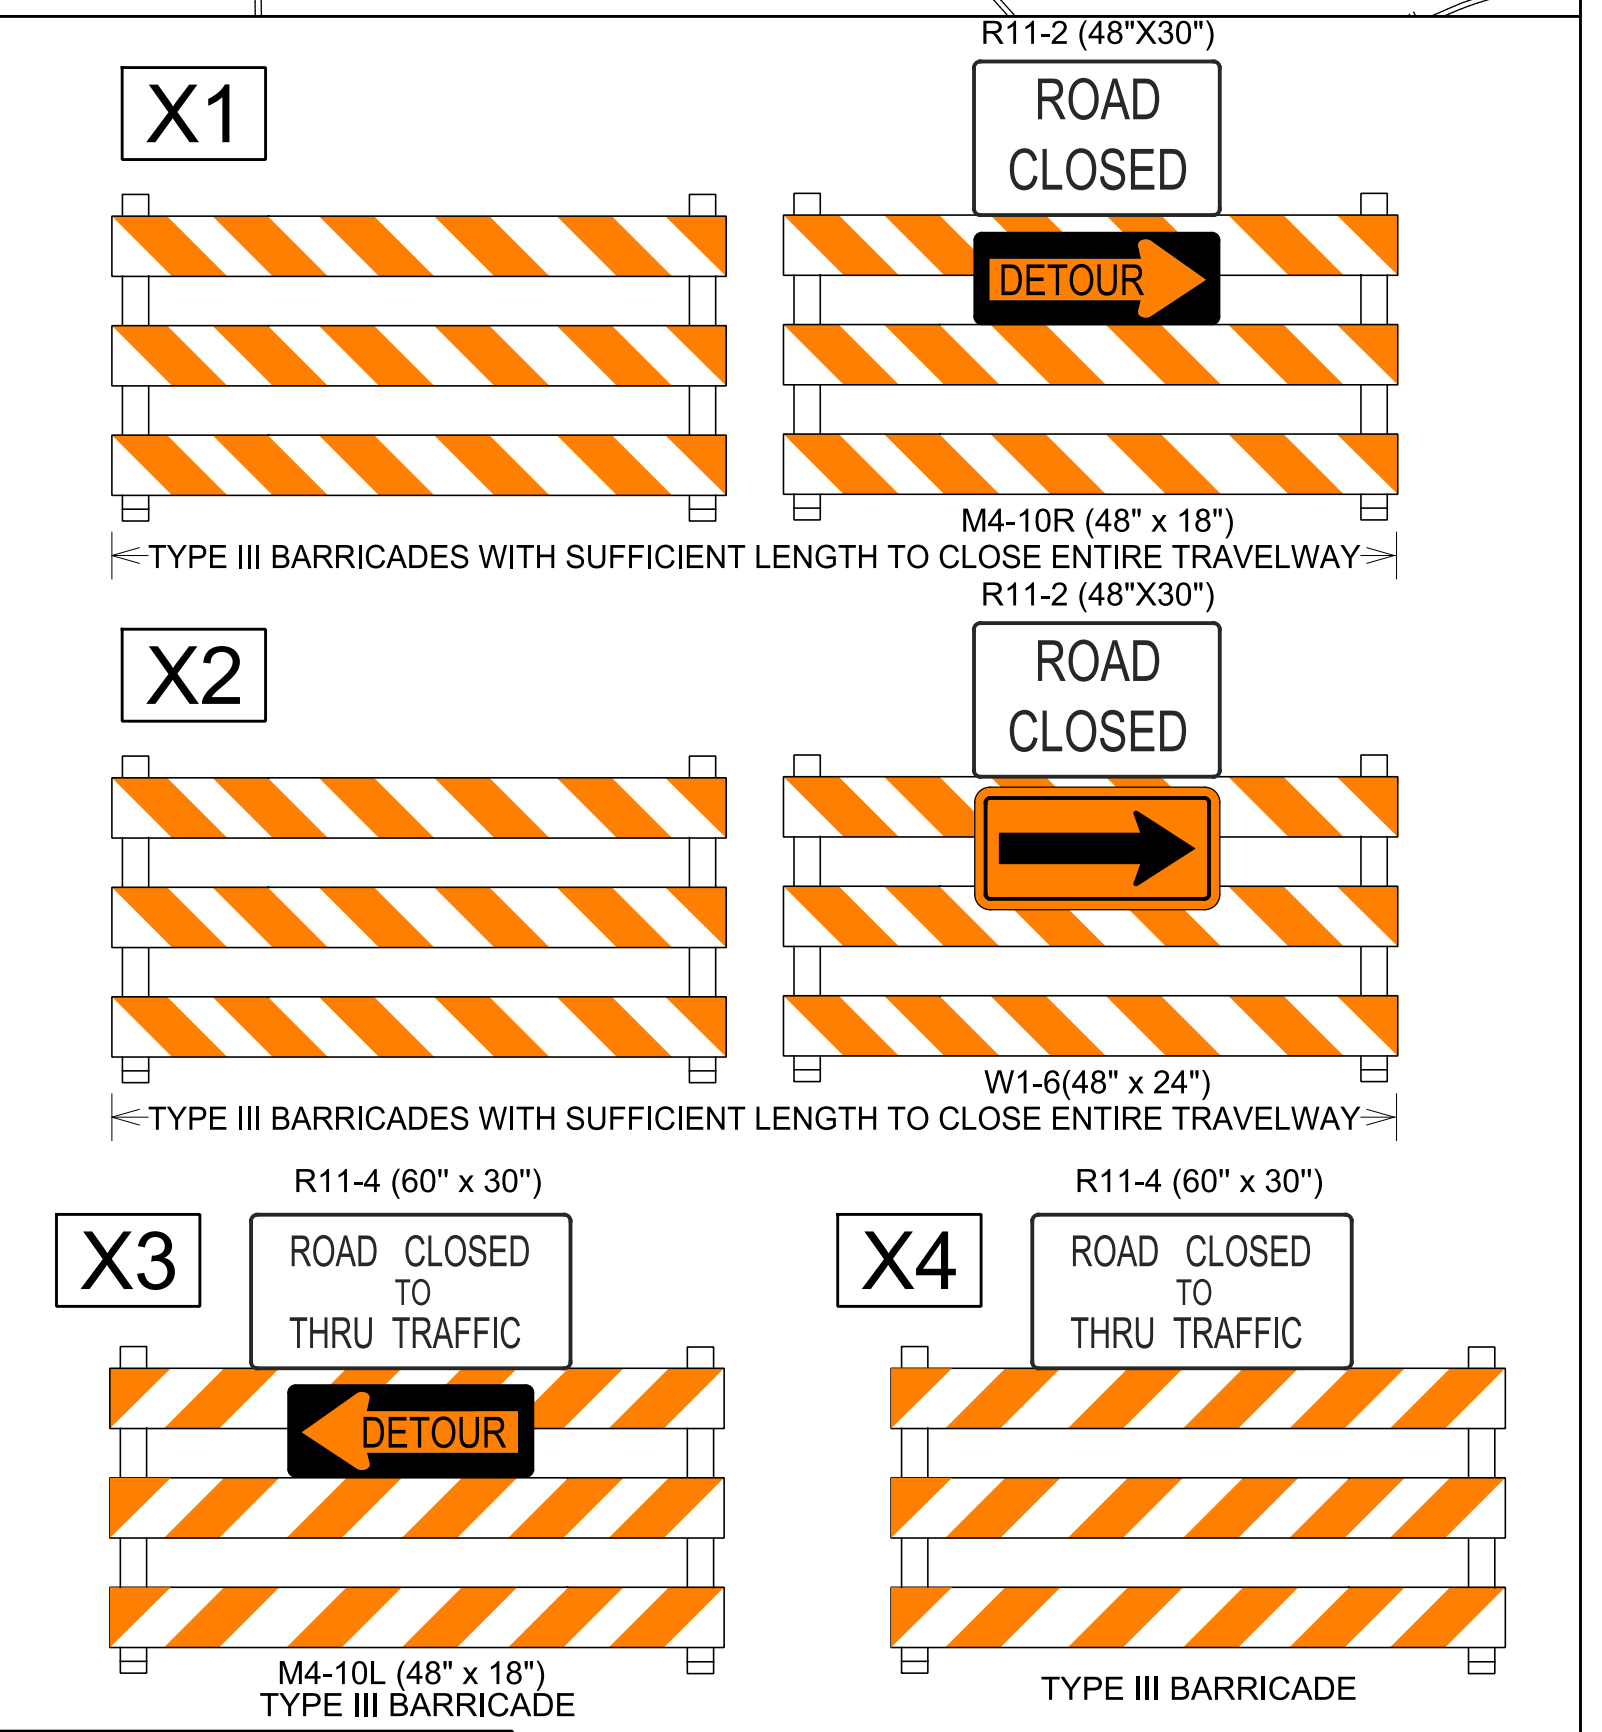 R11-2 (48"X30")
X1
ROAD
CLOSED
DETOUR
M4-10R (48" x 18")
TYPE III BARRICADES WITH SUFFICIENT LENGTH TO CLOSE ENTIRE TRAVELWAY
R11-2 (48"X30")
X2
ROAD
CLOSED
W1-6(48" x 24")
TYPE III BARRICADES WITH SUFFICIENT LENGTH TO CLOSE ENTIRE TRAVELWAY
R11-4 (60" x 30")
X3
ROAD CLOSED
TO
THRU TRAFFIC
DETOUR
M4-10L (48" x 18")
TYPE III BARRICADE
R11-4 (60" x 30")
X4
ROAD CLOSED
TO
THRU TRAFFIC
TYPE III BARRICADE